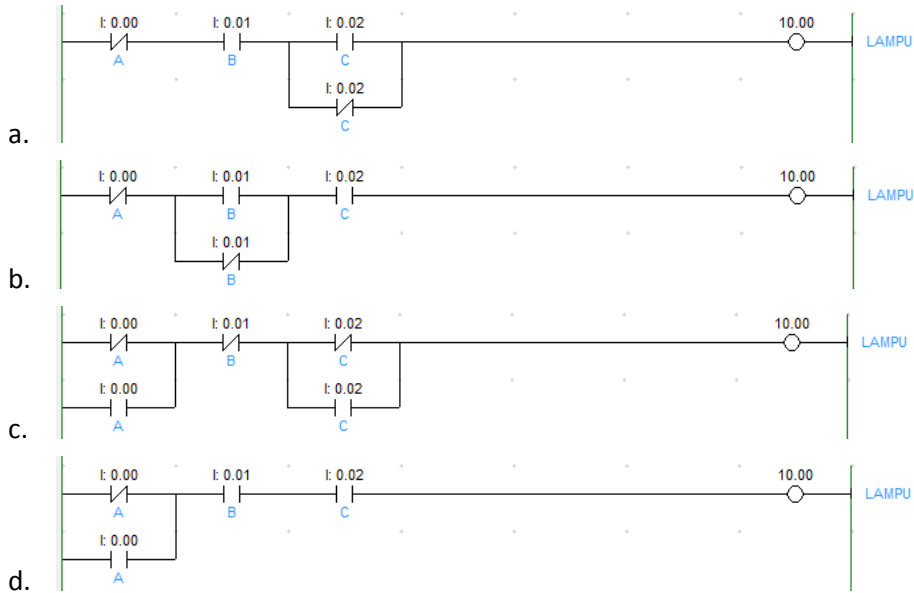 I: 0.00 I: 0.01 I: 0.02 10.00
LAMPU
A B C
I: 0.02
C
a.
I: 0.00 I: 0.01 I: 0.02 10.00
LAMPU
A B C
I: 0.01
B
b.
I: 0.00 I: 0.01 I: 0.02 10.00
LAMPU
A B C
I: 0.00 I: 0.02
A C
c.
I: 0.00 I: 0.01 I: 0.02 10.00
LAMPU
A B C
I: 0.00
A
d.